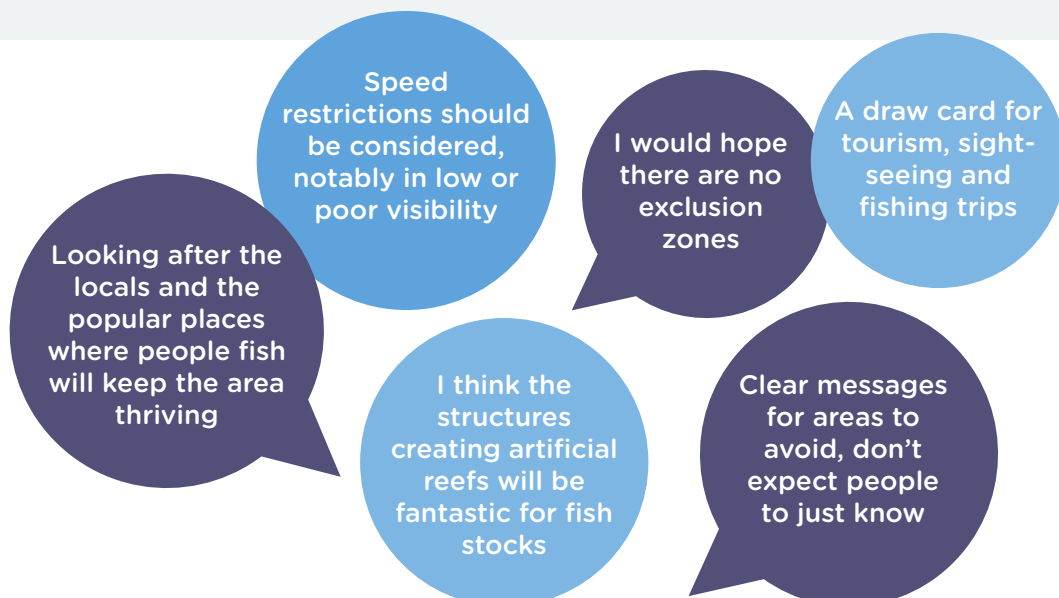 Speed
restrictions should
be considered,
notably in low or
poor visibility
I would hope
there are no
exclusion
zones
A draw card for
tourism, sight-
seeing and
fishing trips
Looking after the
locals and the
popular places
where people fish
will keep the area
thriving
I think the
structures
creating artificial
reefs will be
fantastic for fish
stocks
Clear messages
for areas to
avoid, don’t
expect people
to just know